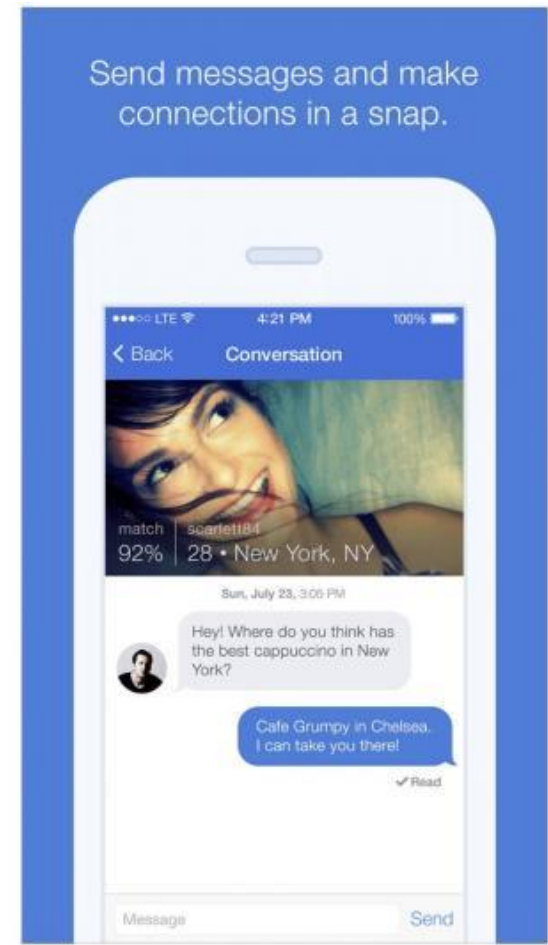 Send messages and make
connections in a snap.
LTE 4:21 PM 100%
Back Conversation
match scarlett84
92% 28 • New York, NY
Sun, July 23, 3:06 PM
Hey! Where do you think has
the best cappuccino in New
York?
Cafe Grumpy in Chelsea.
I can take you there!
Read
Message Send